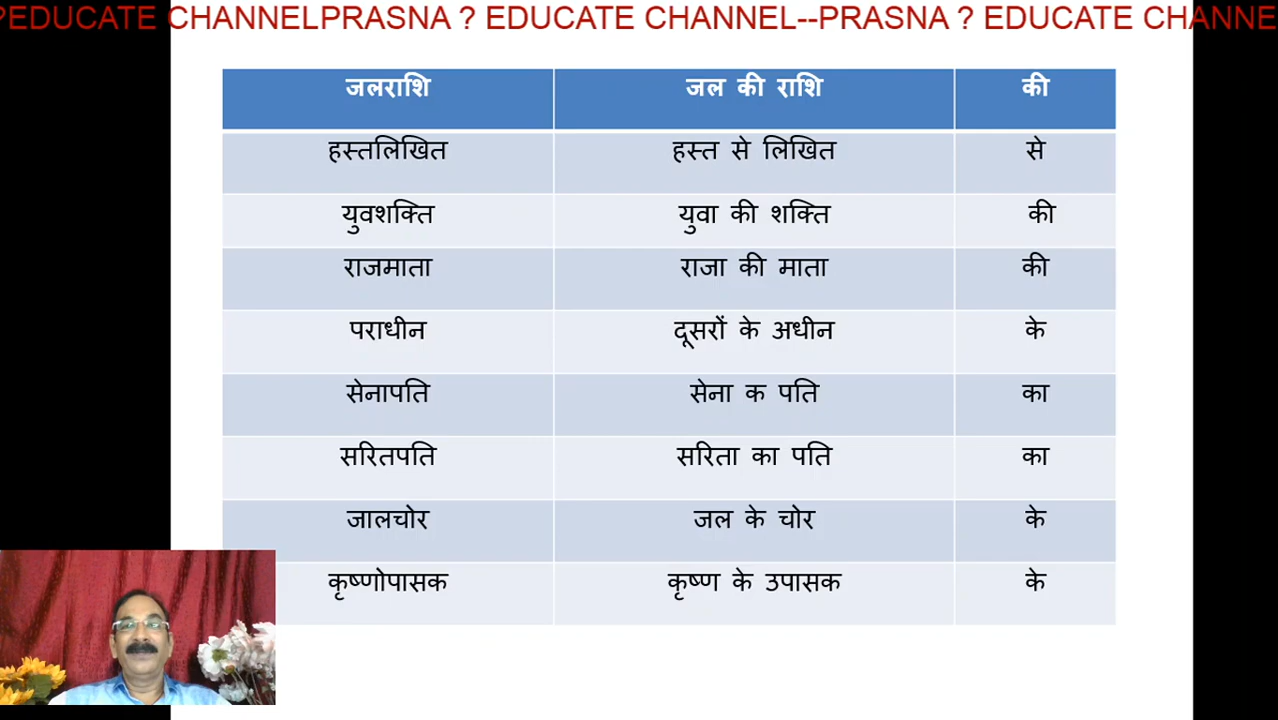 PEDUCATE CHANNELPRASNA ? EDUCATE CHANNEL--PRASNA ? EDUCATE CHANNE
जलराशि जल की राशि की
हस्तलिखित हस्त से लिखित से
युवशक्ति युवा की शक्ति की
राजमाता राजा की माता की
पराधीन दूसरों के अधीन के
सेनापति सेना क पति का
सरितपति सरिता का पति का
जालचोर जल के चोर के
कृष्णोपासक कृष्ण के उपासक के